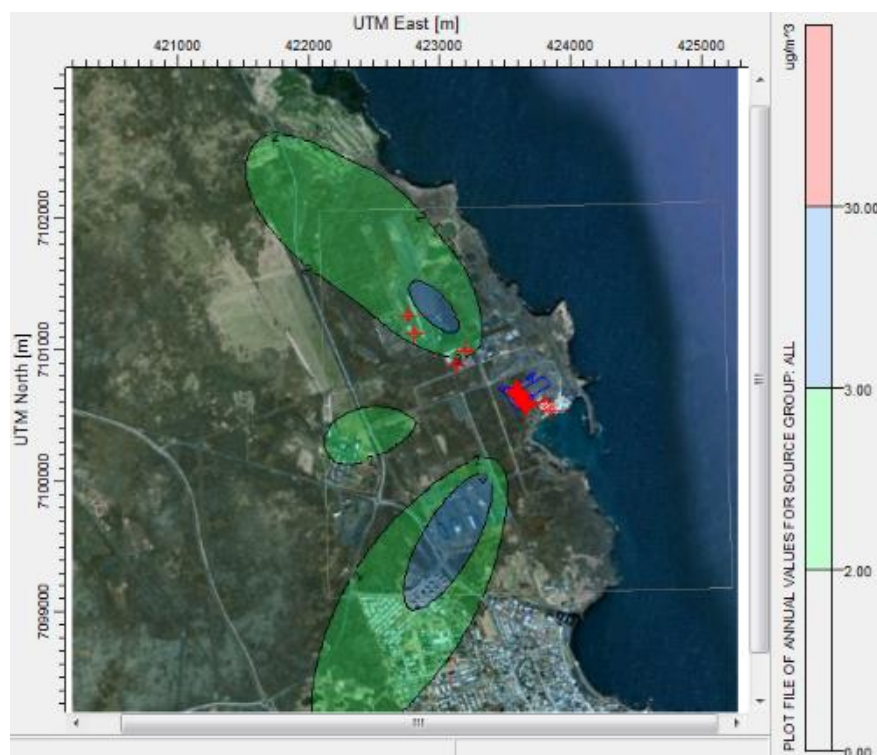 UTM East [m]
421000 422000 423000 424000 425000
UTM North [m]
7102000
7101000
7100000
7099000
ug/m^3
30.00
3.00
2.00
0.00
PLOT FILE OF ANNUAL VALUES FOR SOURCE GROUP: ALL